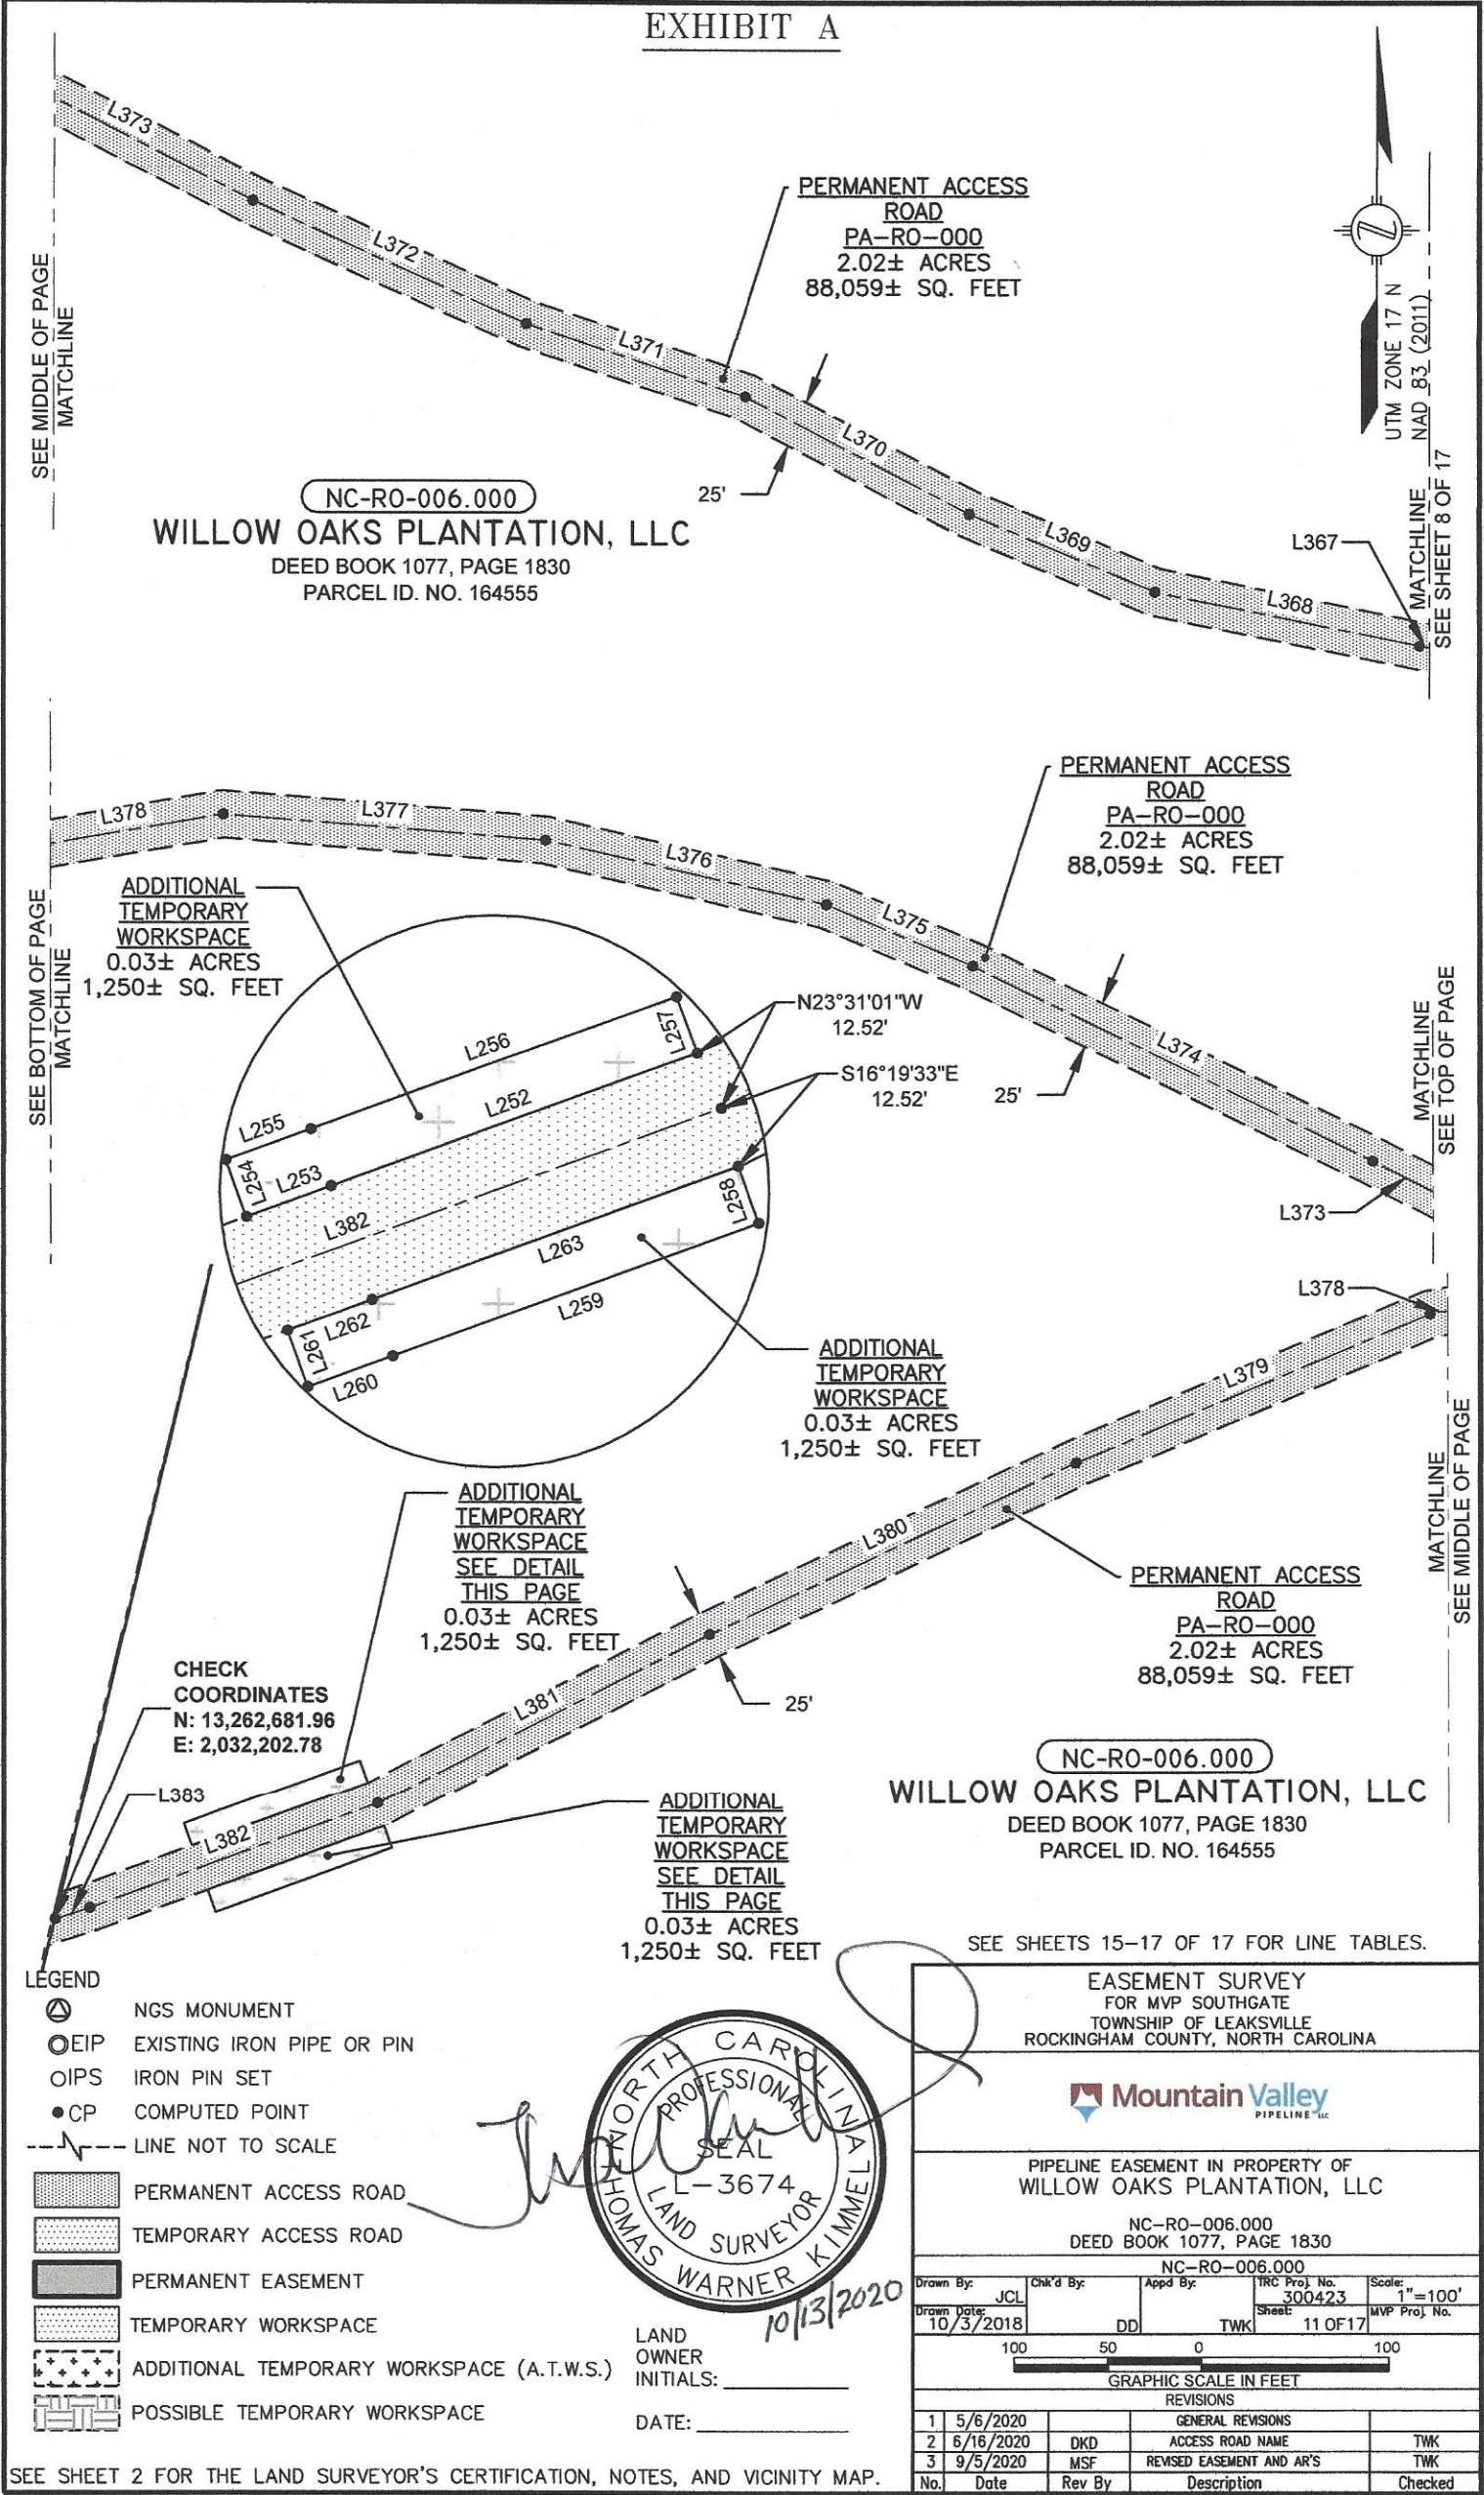 EXHIBIT A
L373
L372
L371
L370
L369
L368
L367
PERMANENT ACCESS
ROAD
PA-RO-000
2.02± ACRES
88,059± SQ. FEET
25'
SEE MIDDLE OF PAGE
MATCHLINE
UTM ZONE 17 N
NAD 83 (2011)
MATCHLINE
SEE SHEET 8 OF 17
NC-RO-006.000
WILLOW OAKS PLANTATION, LLC
DEED BOOK 1077, PAGE 1830
PARCEL ID. NO. 164555
L378
L377
L376
L375
L374
L373
PERMANENT ACCESS
ROAD
PA-RO-000
2.02± ACRES
88,059± SQ. FEET
25'
SEE BOTTOM OF PAGE
MATCHLINE
MATCHLINE
SEE TOP OF PAGE
ADDITIONAL
TEMPORARY
WORKSPACE
0.03± ACRES
1,250± SQ. FEET
N23°31'01"W
12.52'
S16°19'33"E
12.52'
L257
L256
L255
L254
L253
L252
L382
L258
L263
L262
L261
L260
L259
ADDITIONAL
TEMPORARY
WORKSPACE
0.03± ACRES
1,250± SQ. FEET
L378
L379
L380
L381
L382
L383
MATCHLINE
SEE MIDDLE OF PAGE
ADDITIONAL
TEMPORARY
WORKSPACE
SEE DETAIL
THIS PAGE
0.03± ACRES
1,250± SQ. FEET
25'
PERMANENT ACCESS
ROAD
PA-RO-000
2.02± ACRES
88,059± SQ. FEET
CHECK
COORDINATES
N: 13,262,681.96
E: 2,032,202.78
ADDITIONAL
TEMPORARY
WORKSPACE
SEE DETAIL
THIS PAGE
0.03± ACRES
1,250± SQ. FEET
NC-RO-006.000
WILLOW OAKS PLANTATION, LLC
DEED BOOK 1077, PAGE 1830
PARCEL ID. NO. 164555
SEE SHEETS 15-17 OF 17 FOR LINE TABLES.
LEGEND
NGS MONUMENT
EIP EXISTING IRON PIPE OR PIN
IPS IRON PIN SET
CP COMPUTED POINT
LINE NOT TO SCALE
PERMANENT ACCESS ROAD
TEMPORARY ACCESS ROAD
PERMANENT EASEMENT
TEMPORARY WORKSPACE
ADDITIONAL TEMPORARY WORKSPACE (A.T.W.S.)
POSSIBLE TEMPORARY WORKSPACE
NORTH CAROLINA
PROFESSIONAL
SEAL
L-3674
LAND SURVEYOR
THOMAS WARNER KIMMEL
10/13/2020
LAND
OWNER
INITIALS:
DATE:
SEE SHEET 2 FOR THE LAND SURVEYOR'S CERTIFICATION, NOTES, AND VICINITY MAP.
EASEMENT SURVEY
FOR MVP SOUTHGATE
TOWNSHIP OF LEAKSVILLE
ROCKINGHAM COUNTY, NORTH CAROLINA
Mountain Valley
PIPELINE LLC
PIPELINE EASEMENT IN PROPERTY OF
WILLOW OAKS PLANTATION, LLC
NC-RO-006.000
DEED BOOK 1077, PAGE 1830
NC-RO-006.000
Drawn By: JCL Chk'd By: DD Appd By: TWK TRC Proj. No. 300423 Scale: 1"=100'
Drawn Date: 10/3/2018 Sheet: 11 OF 17 MVP Proj. No.
100 50 0 100
GRAPHIC SCALE IN FEET
REVISIONS
1 5/6/2020 GENERAL REVISIONS
2 6/16/2020 DKD ACCESS ROAD NAME TWK
3 9/5/2020 MSF REVISED EASEMENT AND AR'S TWK
No. Date Rev By Description Checked